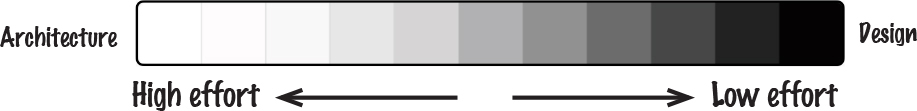 Architecture
Design
High effort
Low effort